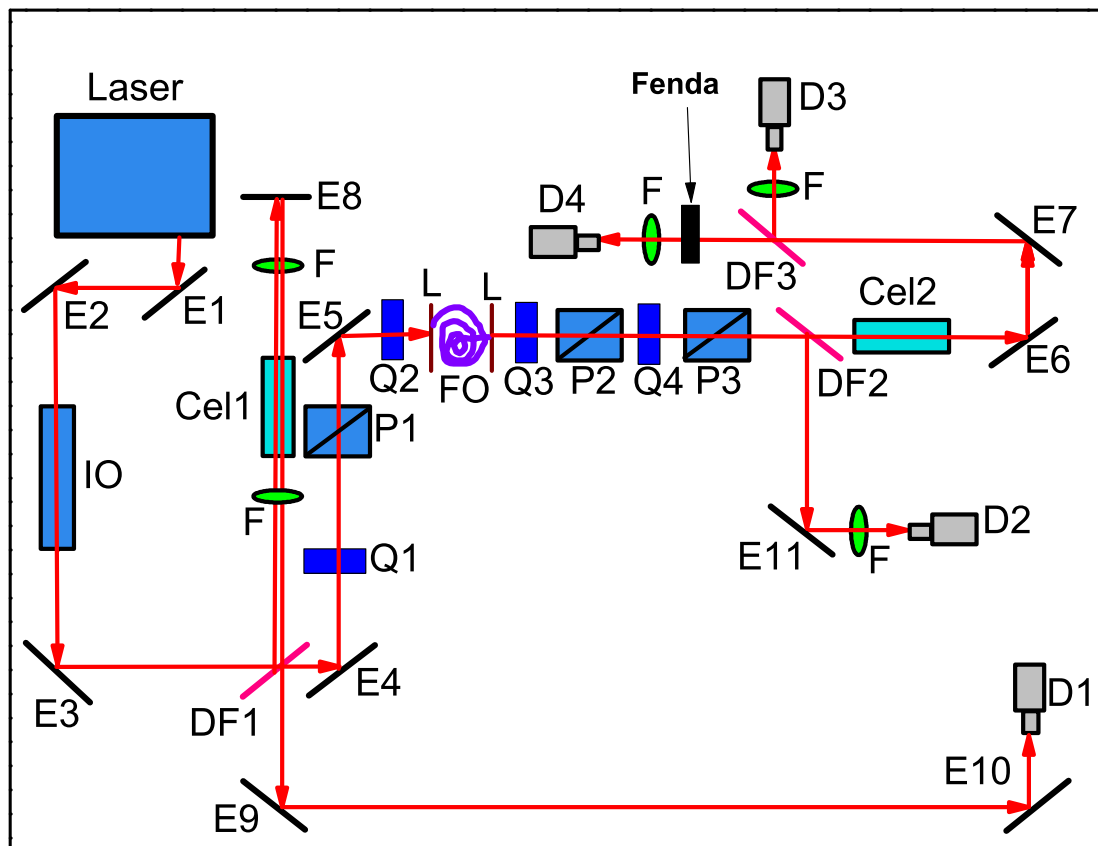 Laser
Fenda
D3
F
D4
F
E8
E7
F
DF3
E2
E1
E5
L
L
Cel2
Q2
FO
Q3
P2
Q4
P3
DF2
E6
Cel1
P1
IO
F
D2
E11
F
Q1
E3
DF1
E4
D1
E10
E9